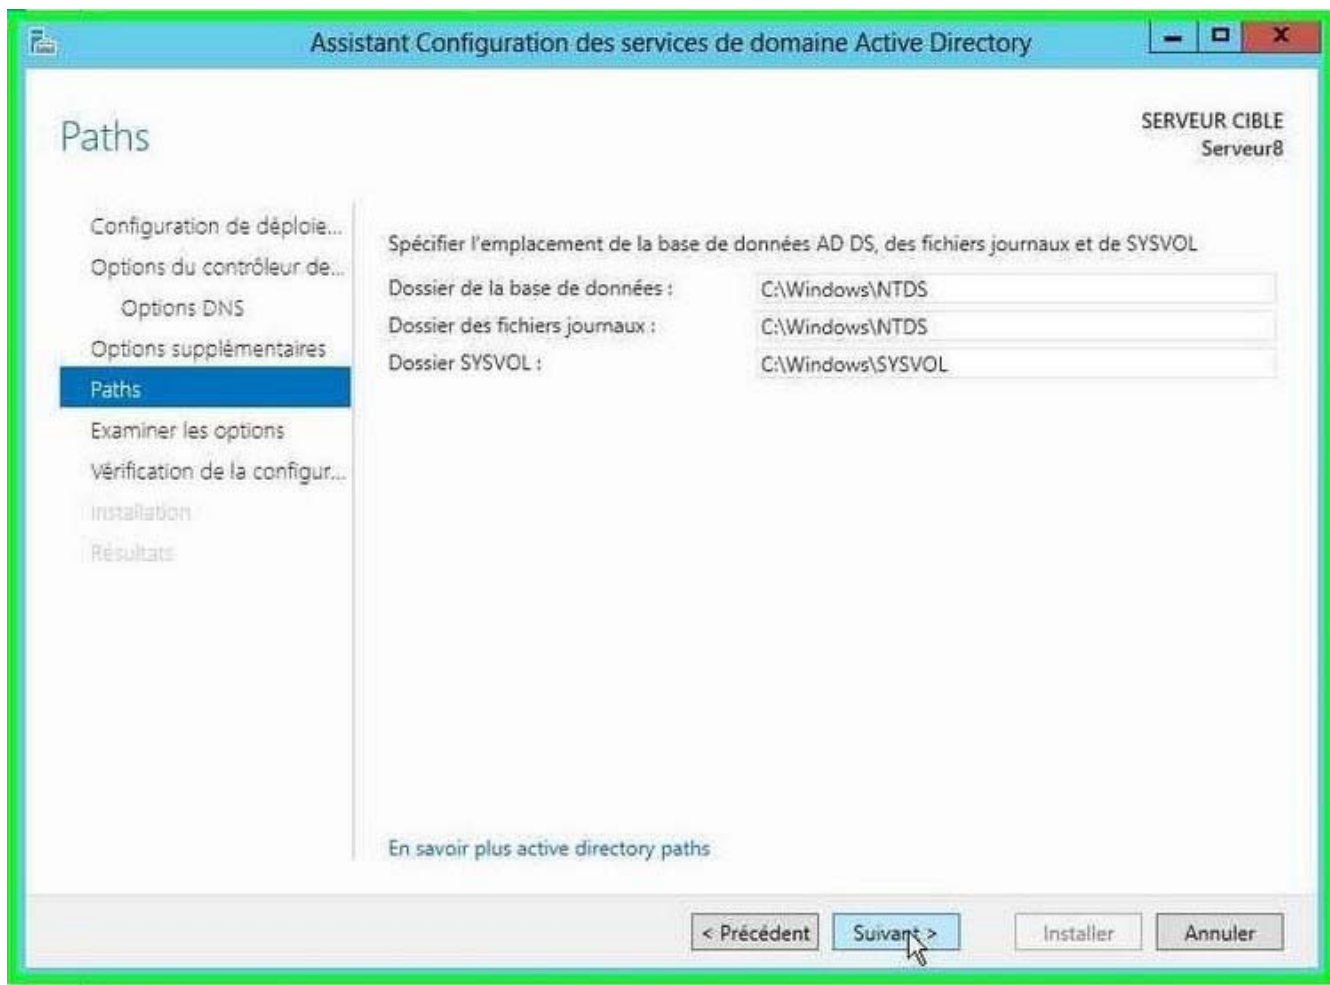 Assistant Configuration des services de domaine Active Directory
Paths
SERVEUR CIBLE
Serveur8
Configuration de déploie...
Options du contrôleur de...
Options DNS
Options supplémentaires
Paths
Examiner les options
Vérification de la configur...
Installation
Résultats
Spécifier l'emplacement de la base de données AD DS, des fichiers journaux et de SYSVOL
Dossier de la base de données : C:\Windows\NTDS
Dossier des fichiers journaux : C:\Windows\NTDS
Dossier SYSVOL : C:\Windows\SYSVOL
En savoir plus active directory paths
< Précédent Suivant > Installer Annuler